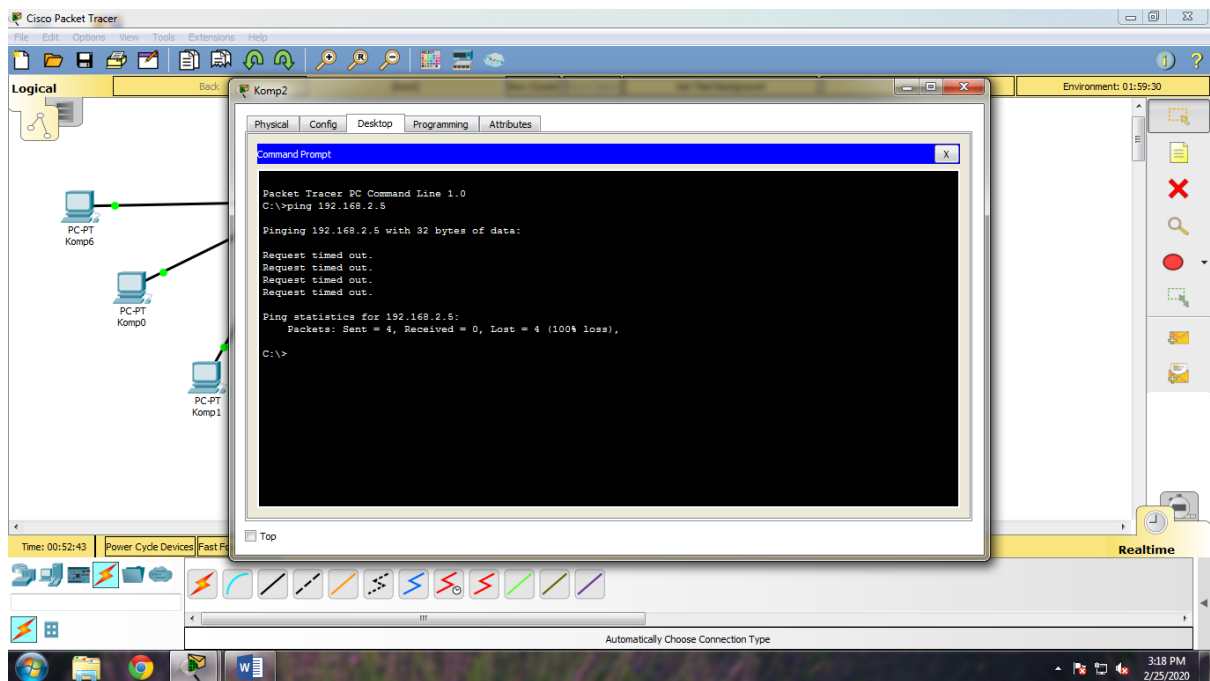 Cisco Packet Tracer
File Edit Options View Tools Extensions Help
Logical
Back
Environment: 01:59:30
Komp2
Physical Config Desktop Programming Attributes
Command Prompt
X
Packet Tracer PC Command Line 1.0
C:\>ping 192.168.2.5
Pinging 192.168.2.5 with 32 bytes of data:
Request timed out.
Request timed out.
Request timed out.
Request timed out.
Ping statistics for 192.168.2.5:
Packets: Sent = 4, Received = 0, Lost = 4 (100% loss),
C:\>
PC-PT
Komp6
PC-PT
Komp0
PC-PT
Komp1
Top
Time: 00:52:43 Power Cycle Devices Fast
Realtime
Automatically Choose Connection Type
3:18 PM
2/25/2020